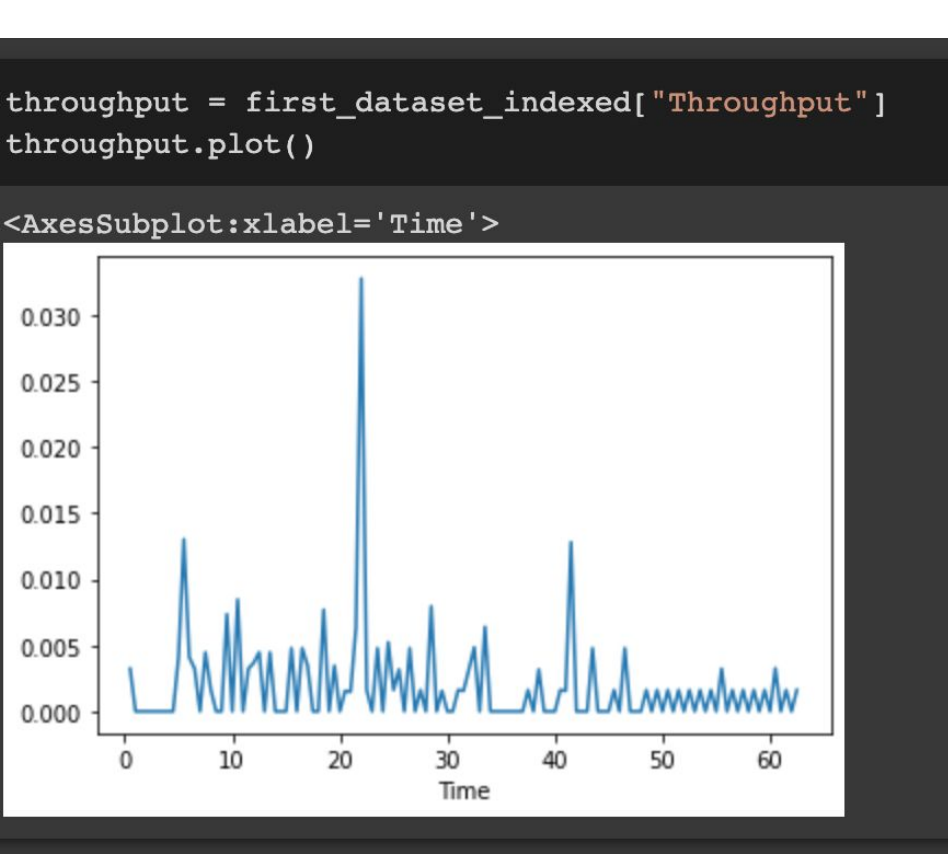 throughput = first_dataset_indexed["Throughput"]
throughput.plot()
<AxesSubplot:xlabel='Time'>
0.030
0.025
0.020
0.015
0.010
0.005
0.000
0 10 20 30 40 50 60
Time